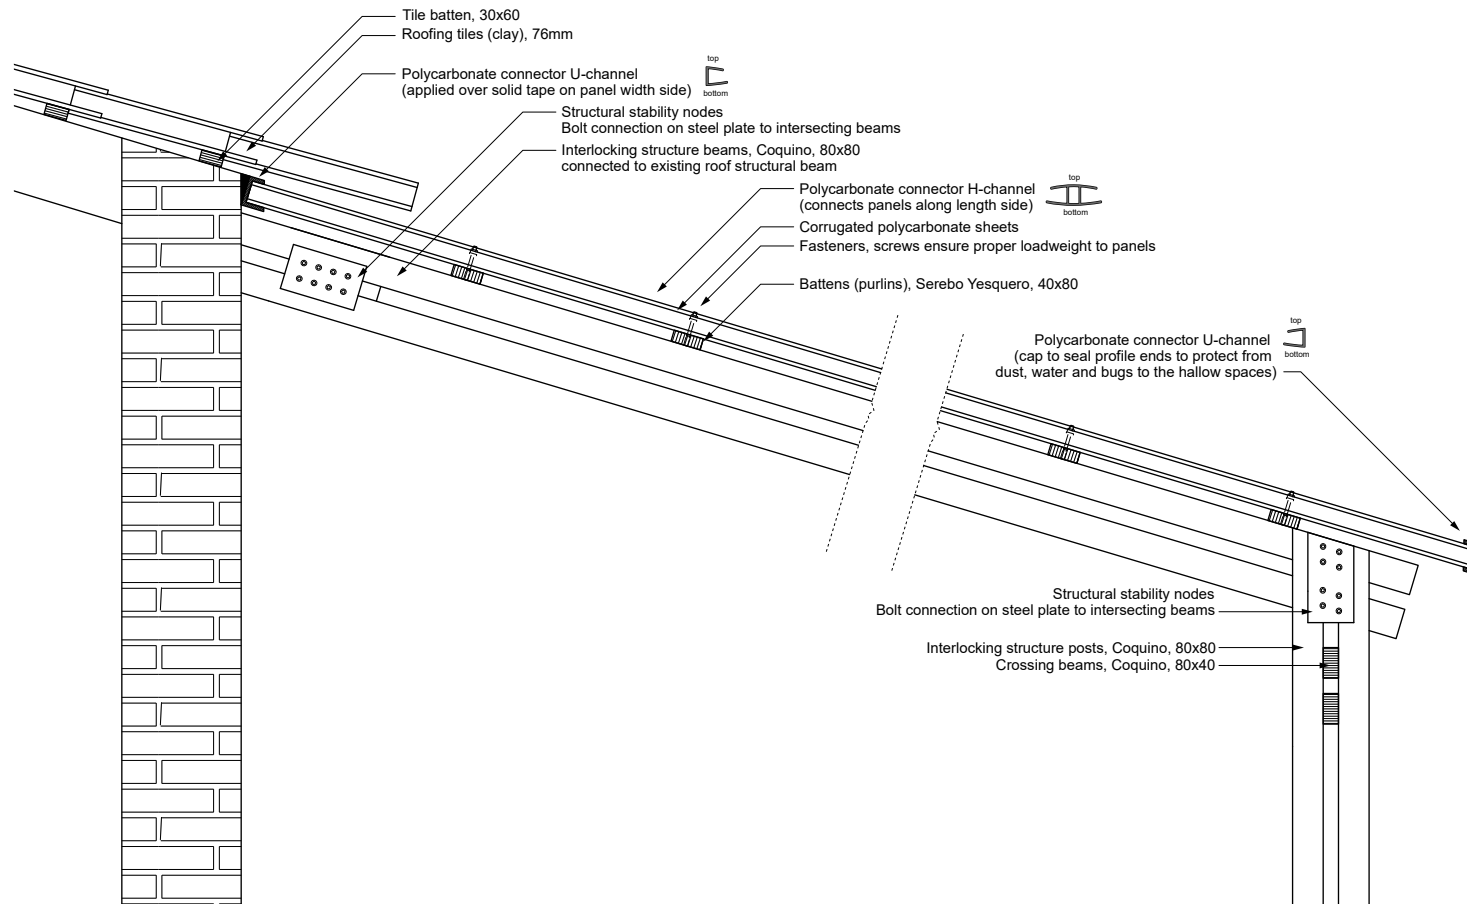 Tile batten, 30x60
Roofing tiles (clay), 76mm
Polycarbonate connector U-channel
(applied over solid tape on panel width side)
top
bottom
Structural stability nodes
Bolt connection on steel plate to intersecting beams
Interlocking structure beams, Coquino, 80x80
connected to existing roof structural beam
Polycarbonate connector H-channel
(connects panels along length side)
top
bottom
Corrugated polycarbonate sheets
Fasteners, screws ensure proper loadweight to panels
Battens (purlins), Serebo Yesquero, 40x80
Polycarbonate connector U-channel
(cap to seal profile ends to protect from
dust, water and bugs to the hallow spaces)
top
bottom
Structural stability nodes
Bolt connection on steel plate to intersecting beams
Interlocking structure posts, Coquino, 80x80
Crossing beams, Coquino, 80x40